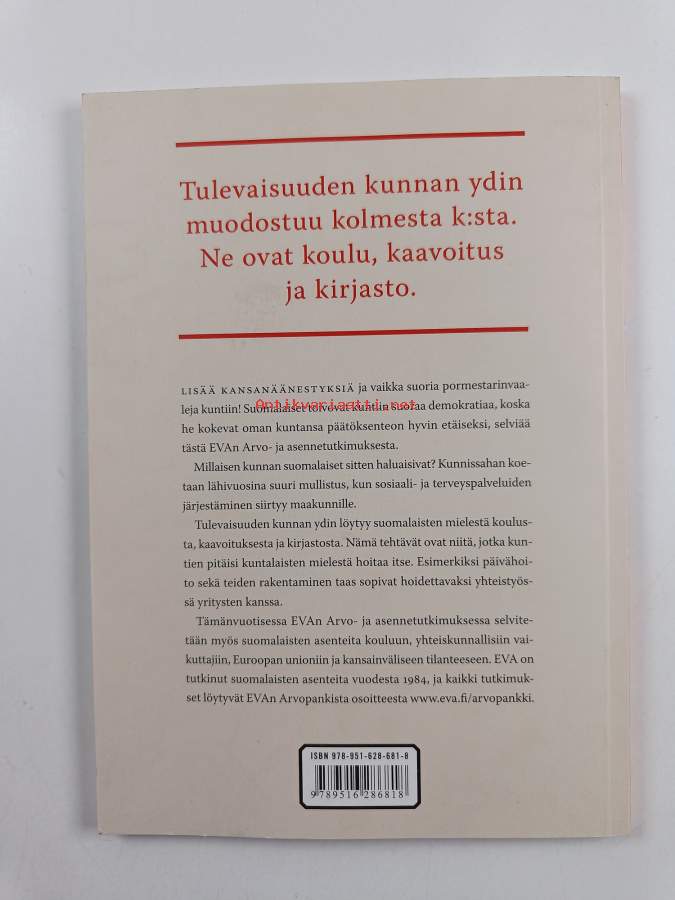 Tulevaisuuden kunnan ydin
muodostuu kolmesta k:sta.
Ne ovat koulu, kaavoitus
ja kirjasto.
LISÄÄ KANSANÄÄNESTYKSIÄ ja vaikka suoria pormestarinvaa-
leja kuntiin! Suomalaiset toivovat kuntiin suoraa demokratiaa, koska
Antikvariaatti.net
he kokevat oman kuntansa päätöksenteon hyvin etäiseksi, selviää
tästä EVAn Arvo- ja asennetutkimuksesta.
Millaisen kunnan suomalaiset sitten haluaisivat? Kunnissahan koe-
taan lähivuosina suuri mullistus, kun sosiaali- ja terveyspalveluiden
järjestäminen siirtyy maakunnille.
Tulevaisuuden kunnan ydin löytyy suomalaisten mielestä koulus-
ta, kaavoituksesta ja kirjastosta. Nämä tehtävät ovat niitä, jotka kun-
tien pitäisi kuntalaisten mielestä hoitaa itse. Esimerkiksi päivähoi-
to sekä teiden rakentaminen taas sopivat hoidettavaksi yhteistyös-
sä yritysten kanssa.
Tämänvuotisessa EVAn Arvo- ja asennetutkimuksessa selvite-
tään myös suomalaisten asenteita kouluun, yhteiskunnallisiin vai-
kuttajiin, Euroopan unioniin ja kansainväliseen tilanteeseen. EVA on
tutkinut suomalaisten asenteita vuodesta 1984, ja kaikki tutkimuk-
set löytyvät EVAn Arvopankista osoitteesta www.eva.fi/arvopankki.
ISBN 978-951-628-681-8
9 789516 286818